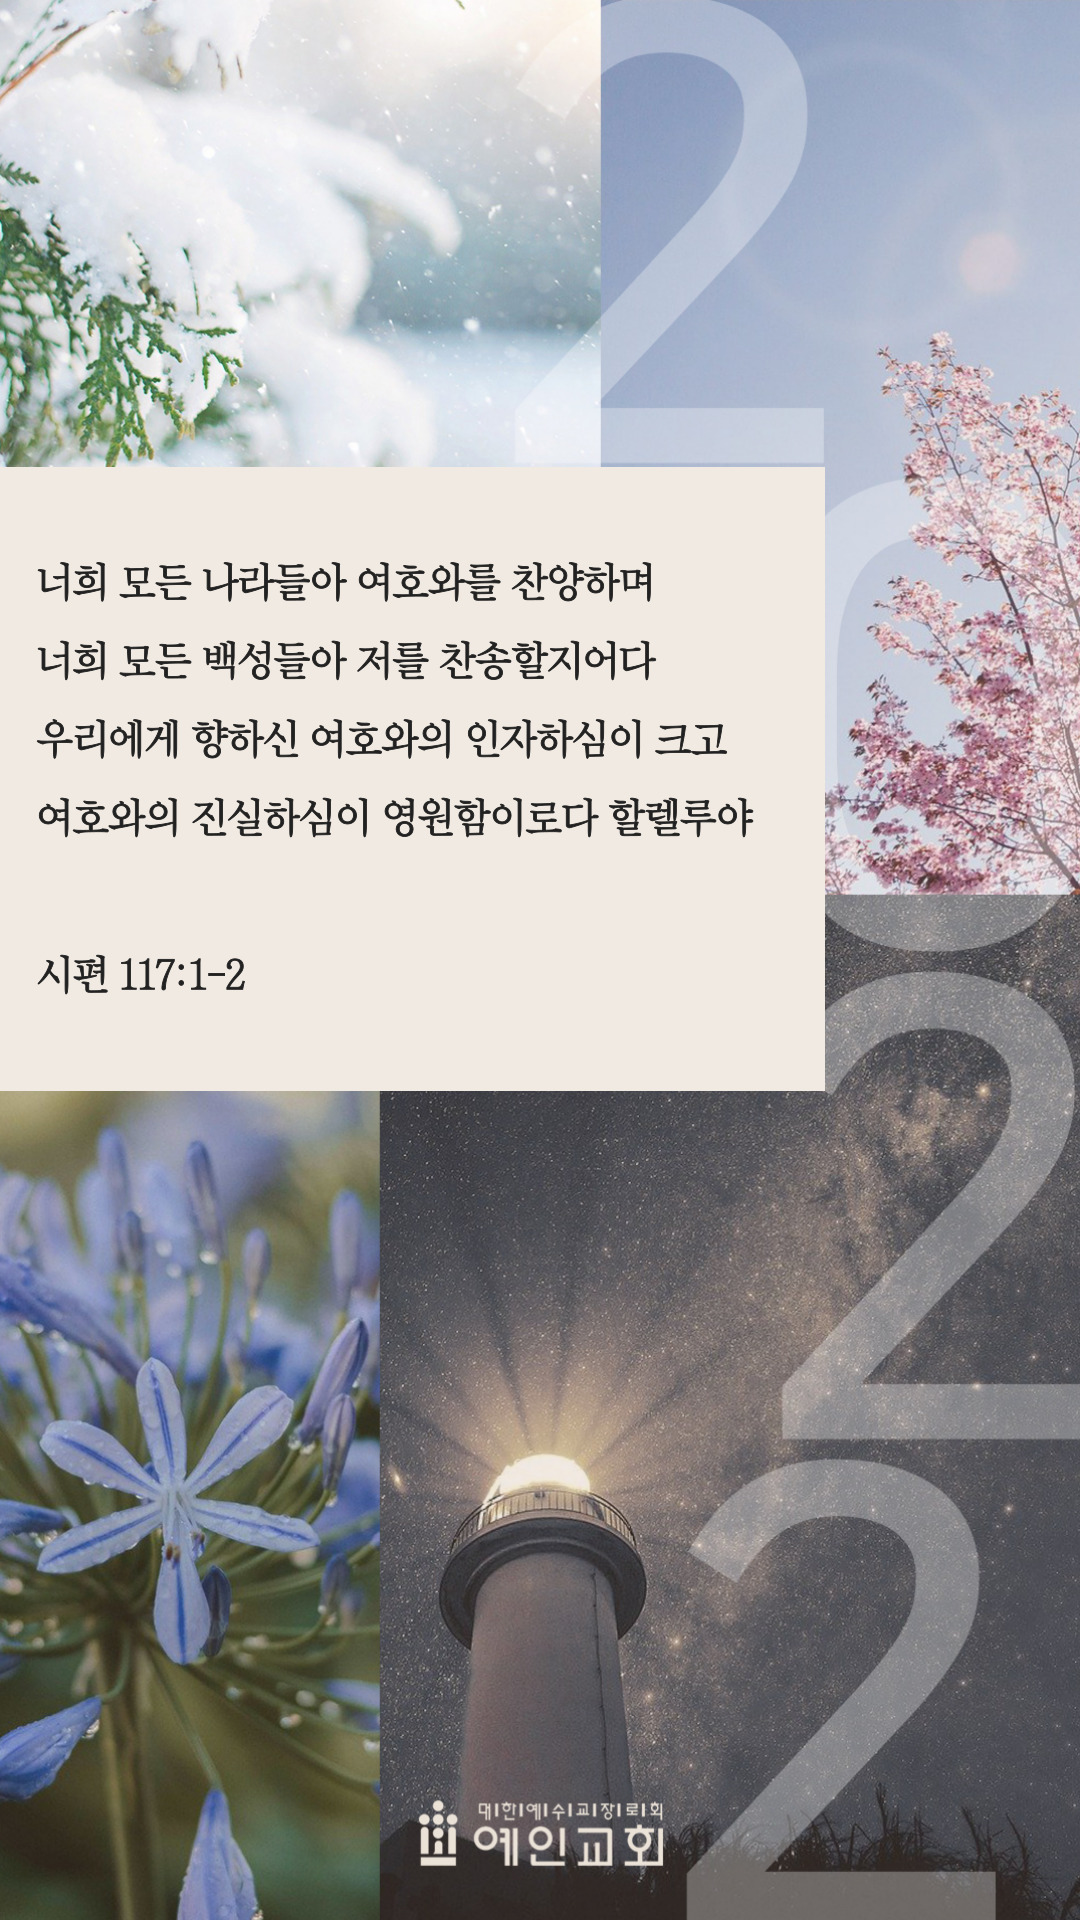 2
0
2
2
너희 모든 나라들아 여호와를 찬양하며
너희 모든 백성들아 저를 찬송할지어다
우리에게 향하신 여호와의 인자하심이 크고
여호와의 진실하심이 영원함이로다 할렐루야
시편 117:1-2
대한예수교장로회
예인교회